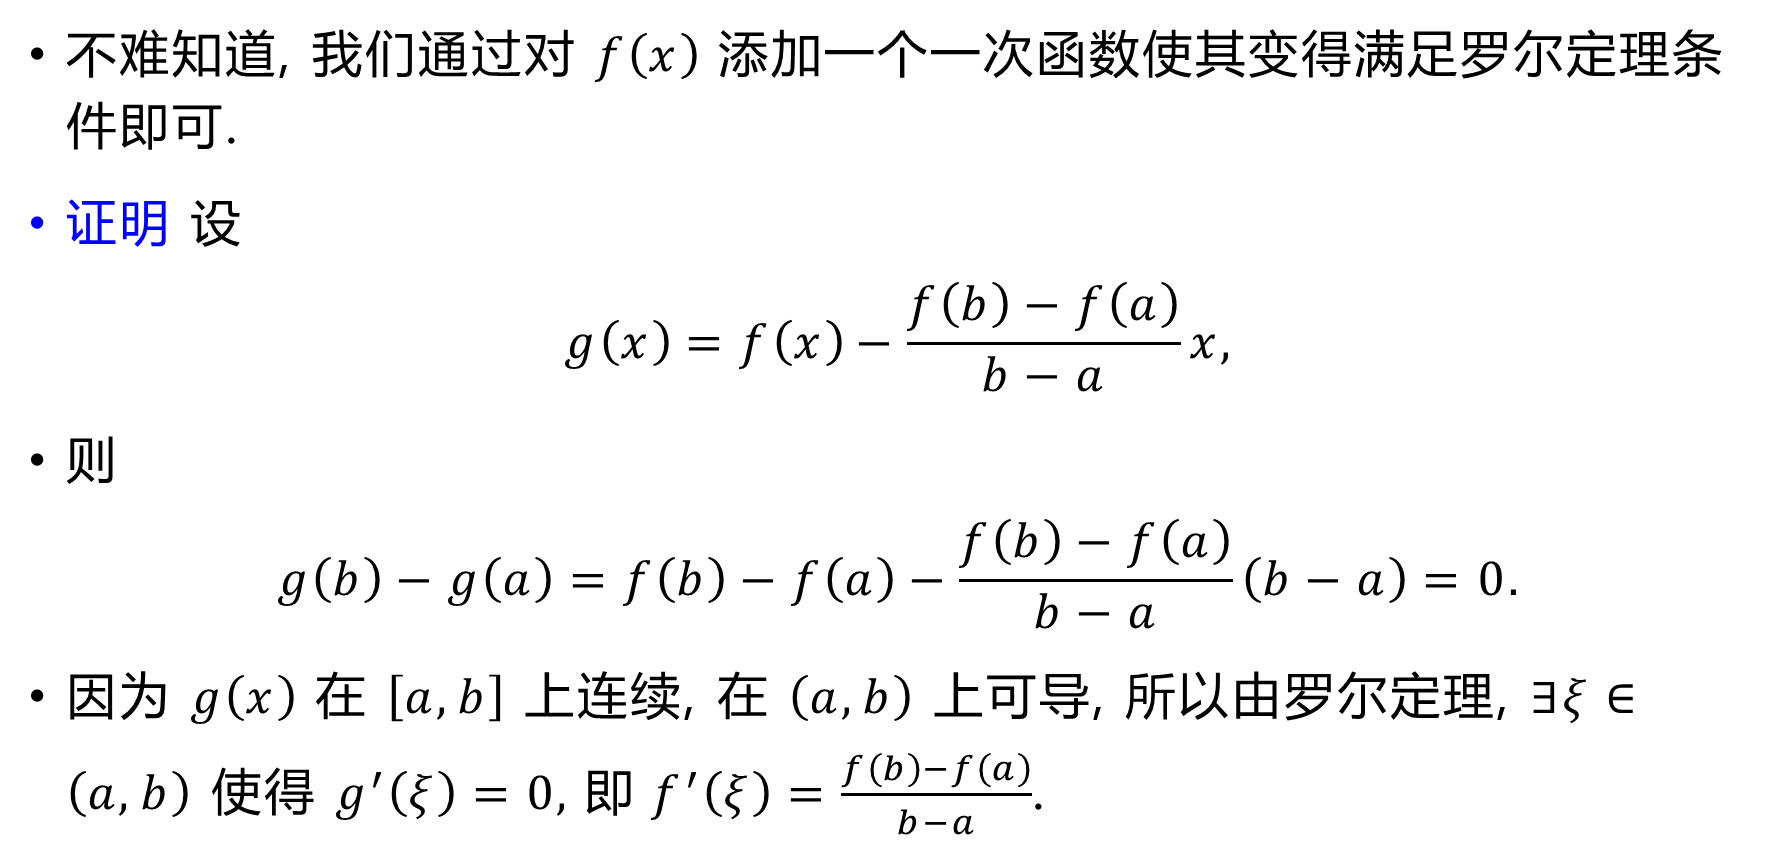 • 不难知道, 我们通过对 f(x) 添加一个一次函数使其变得满足罗尔定理条
件即可.
• 证明 设
g(x) = f(x) − \frac{f(b) − f(a)}{b − a} x,
• 则
g(b) − g(a) = f(b) − f(a) − \frac{f(b) − f(a)}{b − a} (b − a) = 0.
• 因为 g(x) 在 [a, b] 上连续, 在 (a, b) 上可导, 所以由罗尔定理, ∃ξ ∈
(a, b) 使得 g′(ξ) = 0, 即 f′(ξ) = \frac{f(b)−f(a)}{b−a}.